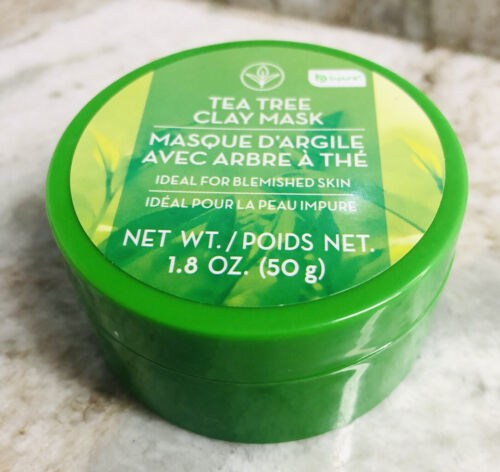 b·pure
TEA TREE
CLAY MASK
MASQUE D'ARGILE
AVEC ARBRE À THÉ
IDEAL FOR BLEMISHED SKIN
IDÉAL POUR LA PEAU IMPURE
NET WT. / POIDS NET.
1.8 OZ. (50 g)